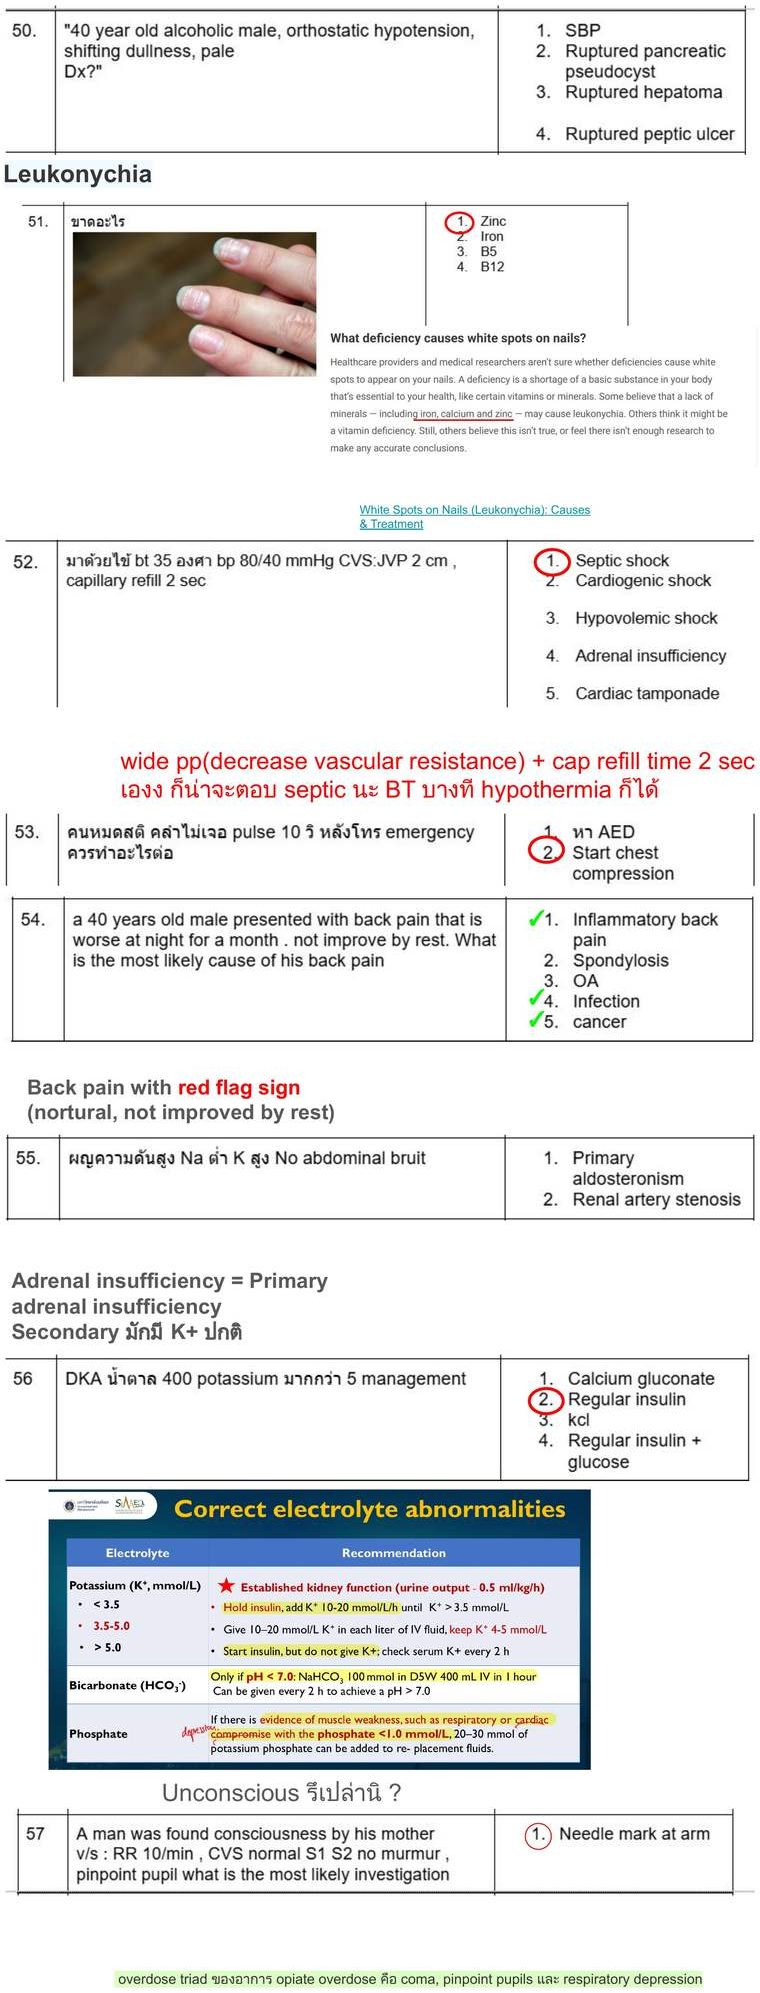 50.
"40 year old alcoholic male, orthostatic hypotension,
shifting dullness, pale
Dx?"
1. SBP
2. Ruptured pancreatic
pseudocyst
3. Ruptured hepatoma
4. Ruptured peptic ulcer
Leukonychia
51.
ขาดอะไร
1. Zinc
2. Iron
3. B5
4. B12
What deficiency causes white spots on nails?
Healthcare providers and medical researchers aren't sure whether deficiencies cause white
spots to appear on your nails. A deficiency is a shortage of a basic substance in your body
that's essential to your health, like certain vitamins or minerals. Some believe that a lack of
minerals — including iron, calcium and zinc — may cause leukonychia. Others think it might be
a vitamin deficiency. Still, others believe this isn't true, or feel there isn't enough research to
make any accurate conclusions.
White Spots on Nails (Leukonychia): Causes
& Treatment
52.
มาด้วยไข้ bt 35 องศา bp 80/40 mmHg CVS:JVP 2 cm ,
capillary refill 2 sec
1. Septic shock
2. Cardiogenic shock
3. Hypovolemic shock
4. Adrenal insufficiency
5. Cardiac tamponade
wide pp(decrease vascular resistance) + cap refill time 2 sec
เองง ก็น่าจะตอบ septic นะ BT บางที hypothermia ก็ได้
53.
คนหมดสติ คลำไม่เจอ pulse 10 วิ หลังโทร emergency
ควรทำอะไรต่อ
1. หา AED
2. Start chest
compression
54.
a 40 years old male presented with back pain that is
worse at night for a month . not improve by rest. What
is the most likely cause of his back pain
1. Inflammatory back
pain
2. Spondylosis
3. OA
4. Infection
5. cancer
Back pain with red flag sign
(nortural, not improved by rest)
55.
ผญความดันสูง Na ต่ำ K สูง No abdominal bruit
1. Primary
aldosteronism
2. Renal artery stenosis
Adrenal insufficiency = Primary
adrenal insufficiency
Secondary มักมี K+ ปกติ
56
DKA น้ำตาล 400 potassium มากกว่า 5 management
1. Calcium gluconate
2. Regular insulin
3. kcl
4. Regular insulin +
glucose
Correct electrolyte abnormalities
Electrolyte
Recommendation
Potassium (K⁺, mmol/L)
• < 3.5
• 3.5-5.0
• > 5.0
★ Established kidney function (urine output - 0.5 ml/kg/h)
• Hold insulin, add K⁺ 10-20 mmol/L/h until K⁺ > 3.5 mmol/L
• Give 10–20 mmol/L K⁺ in each liter of IV fluid, keep K⁺ 4-5 mmol/L
• Start insulin, but do not give K+; check serum K+ every 2 h
Bicarbonate (HCO₃⁻)
Only if pH < 7.0: NaHCO₃ 100 mmol in D5W 400 mL IV in 1 hour
Can be given every 2 h to achieve a pH > 7.0
Phosphate
If there is evidence of muscle weakness, such as respiratory or cardiac
compromise with the phosphate <1.0 mmol/L, 20–30 mmol of
potassium phosphate can be added to re- placement fluids.
Unconscious รึเปล่านิ ?
57
A man was found consciousness by his mother
v/s : RR 10/min , CVS normal S1 S2 no murmur ,
pinpoint pupil what is the most likely investigation
1. Needle mark at arm
overdose triad ของอาการ opiate overdose คือ coma, pinpoint pupils และ respiratory depression